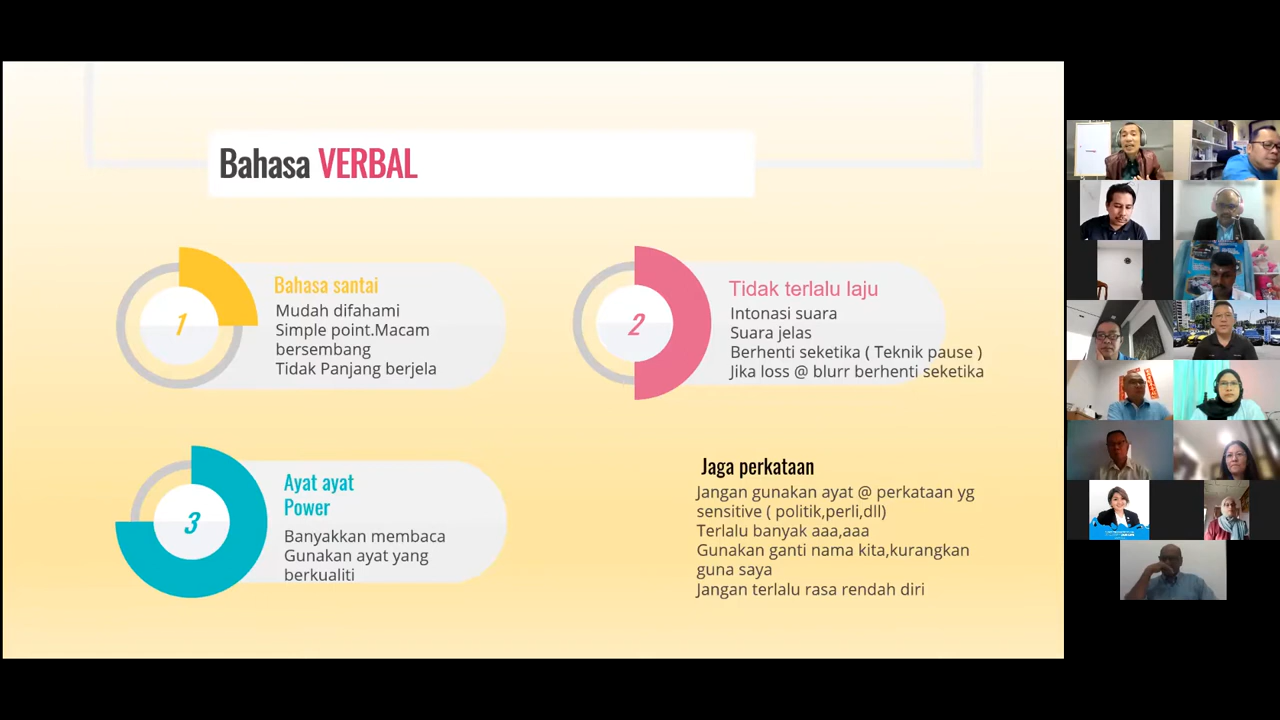 Bahasa VERBAL
1
Bahasa santai
Mudah difahami
Simple point.Macam
bersembang
Tidak Panjang berjela
2
Tidak terlalu laju
Intonasi suara
Suara jelas
Berhenti seketika ( Teknik pause )
Jika loss @ blurr berhenti seketika
3
Ayat ayat
Power
Banyakkan membaca
Gunakan ayat yang
berkualiti
Jaga perkataan
Jangan gunakan ayat @ perkataan yg
sensitive ( politik,perli,dll)
Terlalu banyak aaa,aaa
Gunakan ganti nama kita,kurangkan
guna saya
Jangan terlalu rasa rendah diri